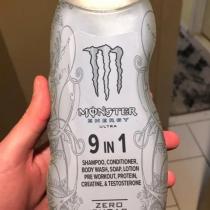 MONSTER
ENERGY
ULTRA
9 IN 1
SHAMPOO, CONDITIONER,
BODY WASH, SOAP, LOTION
PRE WORKOUT, PROTEIN,
CREATINE, & TESTOSTERONE
ZERO